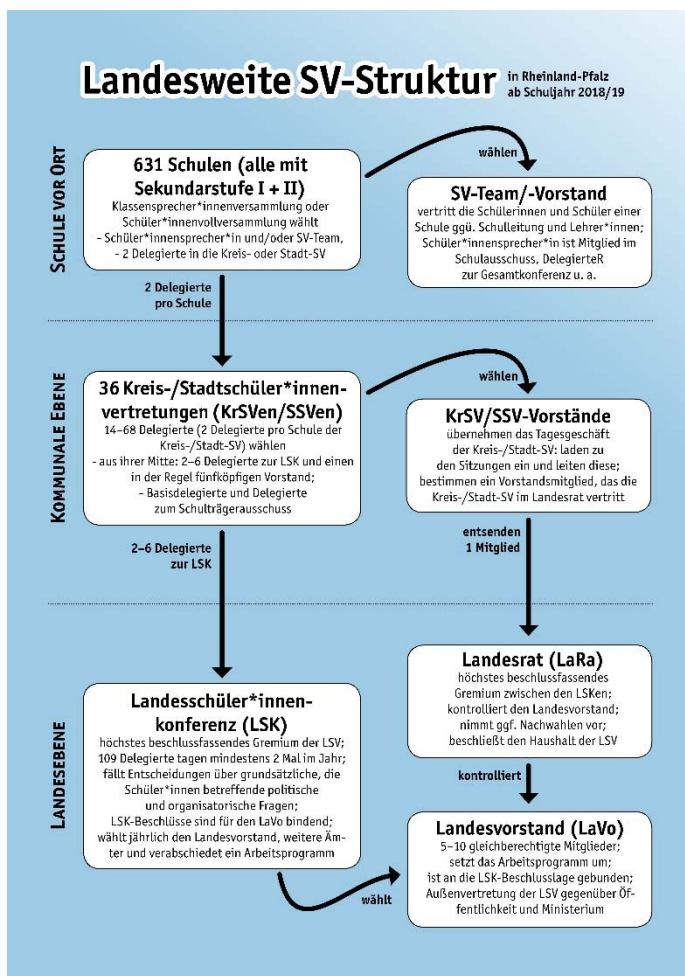 Landesweite SV-Struktur
in Rheinland-Pfalz
ab Schuljahr 2018/19
SCHULE VOR ORT
631 Schulen (alle mit
Sekundarstufe I + II)
Klassensprecher*innenversammlung oder
Schüler*innenvollversammlung wählt
– Schüler*innensprecher*in und/oder SV-Team,
- 2 Delegierte in die Kreis- oder Stadt-SV
wählen
SV-Team/-Vorstand
vertritt die Schülerinnen und Schüler einer
Schule ggü. Schulleitung und Lehrer*innen;
Schüler*innensprecher*in ist Mitglied im
Schulausschuss, DelegierteR
zur Gesamtkonferenz u. a.
2 Delegierte
pro Schule
KOMMUNALE EBENE
36 Kreis-/Stadtschüler*innen-
vertretungen (KrSVen/SSVen)
14–68 Delegierte (2 Delegierte pro Schule der
Kreis-/Stadt-SV) wählen
- aus ihrer Mitte: 2–6 Delegierte zur LSK und einen
in der Regel fünfköpfigen Vorstand;
- Basisdelegierte und Delegierte
zum Schulträgerausschuss
wählen
KrSV/SSV-Vorstände
übernehmen das Tagesgeschäft
der Kreis-/Stadt-SV: laden zu
den Sitzungen ein und leiten diese;
bestimmen ein Vorstandsmitglied, das die
Kreis-/Stadt-SV im Landesrat vertritt
2–6 Delegierte
zur LSK
entsenden
1 Mitglied
LANDESEBENE
Landesschüler*innen-
konferenz (LSK)
höchstes beschlussfassendes Gremium der LSV;
109 Delegierte tagen mindestens 2 Mal im Jahr;
fällt Entscheidungen über grundsätzliche, die
Schüler*innen betreffende politische
und organisatorische Fragen;
LSK-Beschlüsse sind für den LaVo bindend;
wählt jährlich den Landesvorstand, weitere Äm-
ter und verabschiedet ein Arbeitsprogramm
Landesrat (LaRa)
höchstes beschlussfassendes
Gremium zwischen den LSKen;
kontrolliert den Landesvorstand;
nimmt ggf. Nachwahlen vor;
beschließt den Haushalt der LSV
kontrolliert
Landesvorstand (LaVo)
5–10 gleichberechtigte Mitglieder;
setzt das Arbeitsprogramm um;
ist an die LSK-Beschlusslage gebunden;
Außenvertretung der LSV gegenüber Öf-
fentlichkeit und Ministerium
wählt